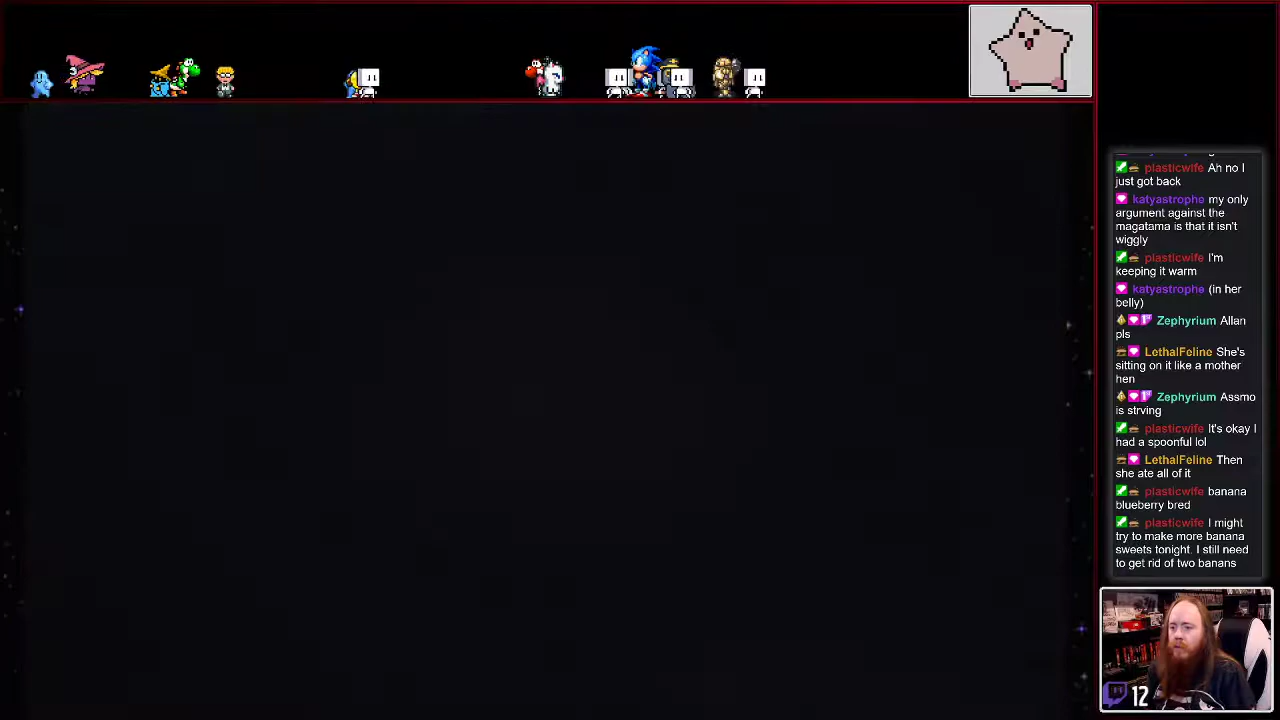 plasticwife Ah no I
just got back
katyastrophe my only
argument against the
magatama is that it isn't
wiggly
plasticwife I'm
keeping it warm
katyastrophe (in her
belly)
Zephyrium Allan
pls
LethalFeline She's
sitting on it like a mother
hen
Zephyrium Assmo
is strving
plasticwife It's okay I
had a spoonful lol
LethalFeline Then
she ate all of it
plasticwife banana
blueberry bred
plasticwife I might
try to make more banana
sweets tonight. I still need
to get rid of two banans
12